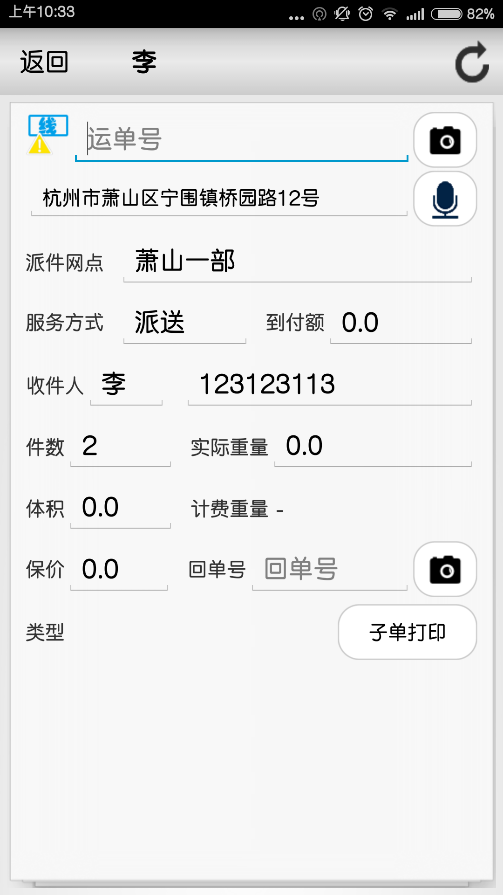 上午10:33 ... 82%
返回 李
线 运单号
杭州市萧山区宁围镇桥园路12号
派件网点 萧山一部
服务方式 派送 到付额 0.0
收件人 李 123123113
件数 2 实际重量 0.0
体积 0.0 计费重量 -
保价 0.0 回单号 回单号
类型 子单打印